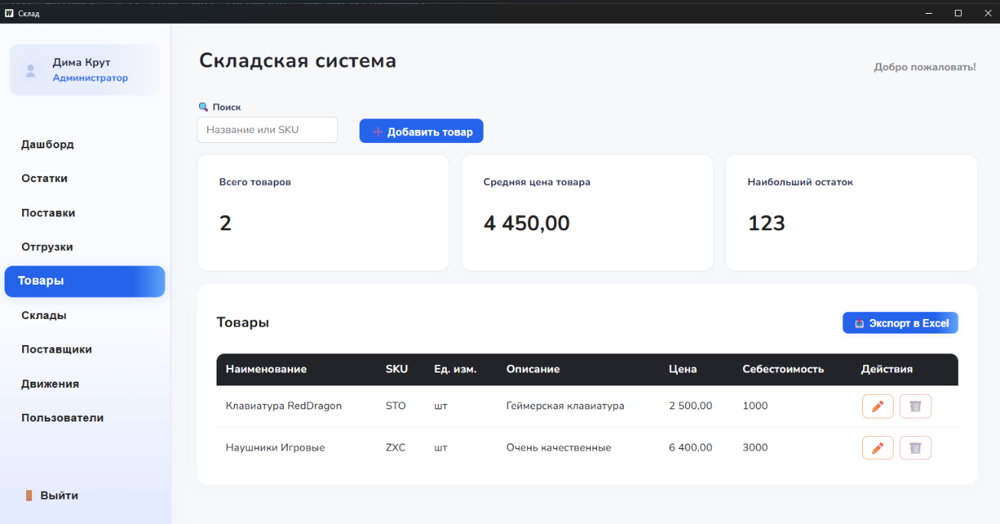 W Склад
Дима Крут
Администратор
Дашборд
Остатки
Поставки
Отгрузки
Товары
Склады
Поставщики
Движения
Пользователи
Выйти
Складская система
Добро пожаловать!
Поиск
Название или SKU
Добавить товар
Всего товаров
2
Средняя цена товара
4 450,00
Наибольший остаток
123
Товары
Экспорт в Excel
Наименование SKU Ед. изм. Описание Цена Себестоимость Действия
Клавиатура RedDragon STO шт Геймерская клавиатура 2 500,00 1000
Наушники Игровые ZXC шт Очень качественные 6 400,00 3000